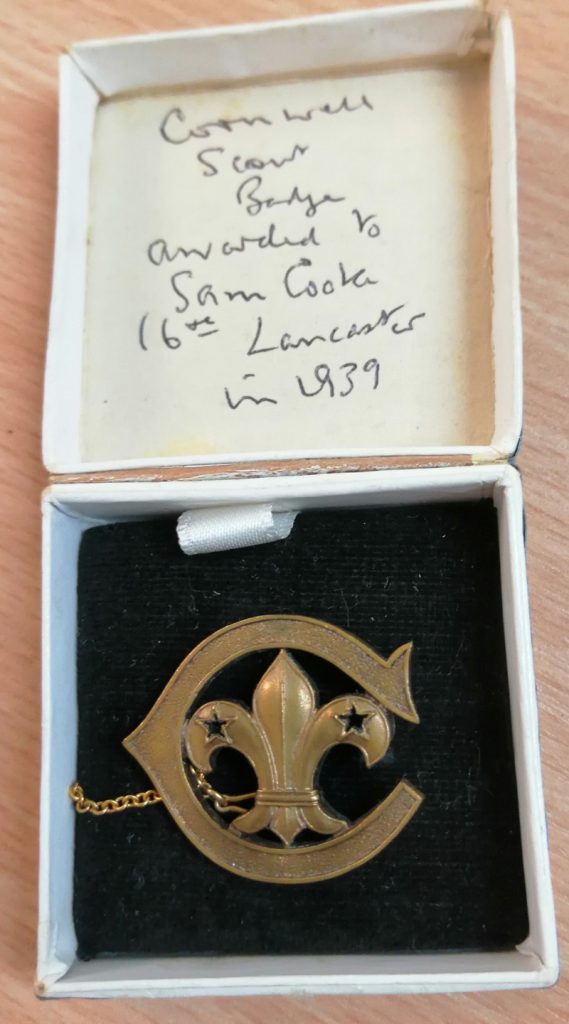 Cornwell
Scout
Badge
awarded to
Sam Cooke
16th Lancaster
in 1939